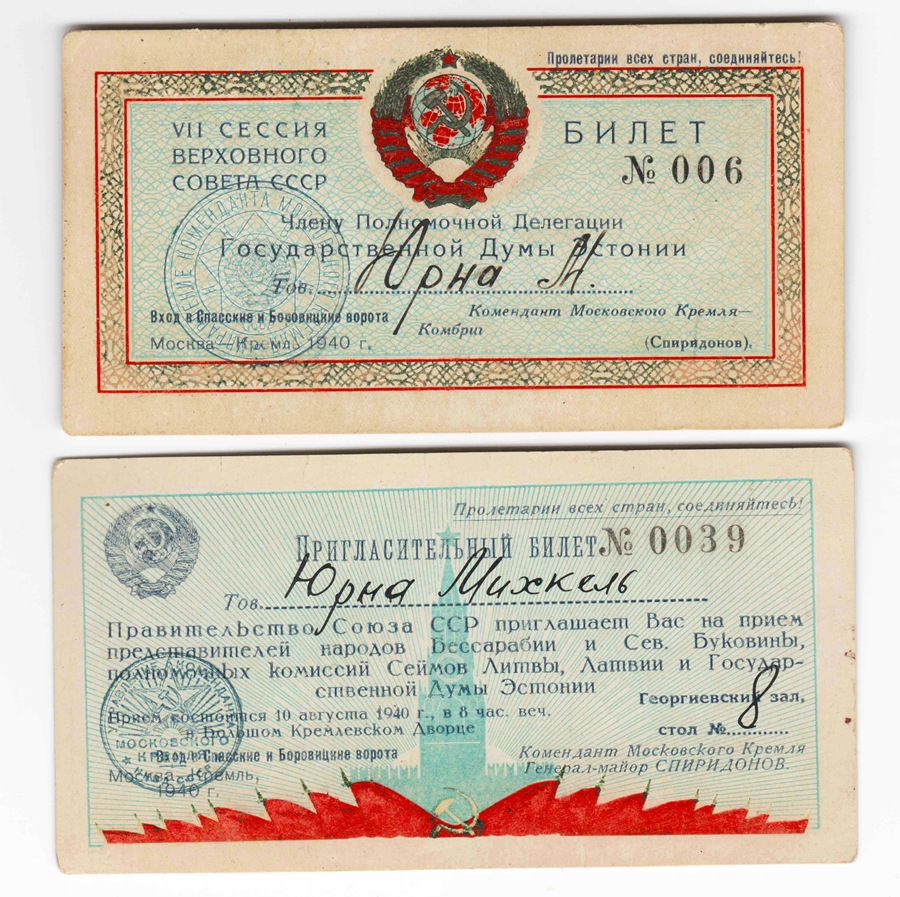 Пролетарии всех стран, соединяйтесь!
VII СЕССИЯ
ВЕРХОВНОГО
СОВЕТА СССР
БИЛЕТ
№ 006
Члену Полномочной Делегации
Государственной Думы Эстонии
Тов. Юрна М.
Вход в Спасские и Боровицкие ворота
Москва—Кремль 1940 г.
Комендант Московского Кремля—
Комбриг
(Спиридонов).
Пролетарии всех стран, соединяйтесь!
Пригласительный билет № 0039
Тов. Юрна Михкель
Правительство Союза ССР приглашает Вас на прием
представителей народов Бессарабии и Сев. Буковины,
полномочных комиссий Сеймов Литвы, Латвии и Государ-
ственной Думы Эстонии
Георгиевский зал,
стол № 8
Прием состоится 10 августа 1940 г., в 8 час. веч.
в Большом Кремлевском Дворце
Вход в Спасские и Боровицкие ворота
Москва—Кремль,
1940 г.
Комендант Московского Кремля
Генерал-майор СПИРИДОНОВ.
УПРАВЛЕНИЕ КОМЕНДАНТА
МОСКОВСКОГО
КРЕМЛЯ